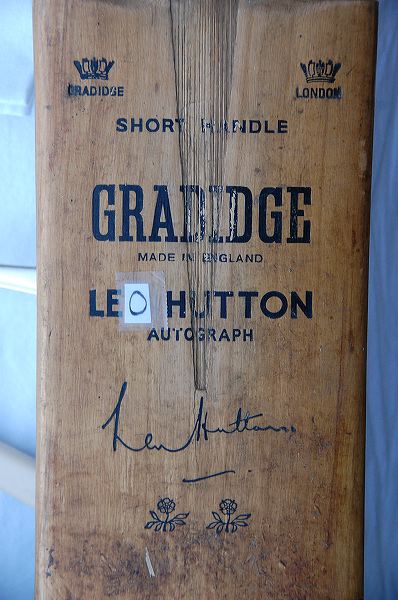 GRADIDGE LONDON
SHORT HANDLE
GRADIDGE
MADE IN ENGLAND
LEO HUTTON
AUTOGRAPH
Len Hutton